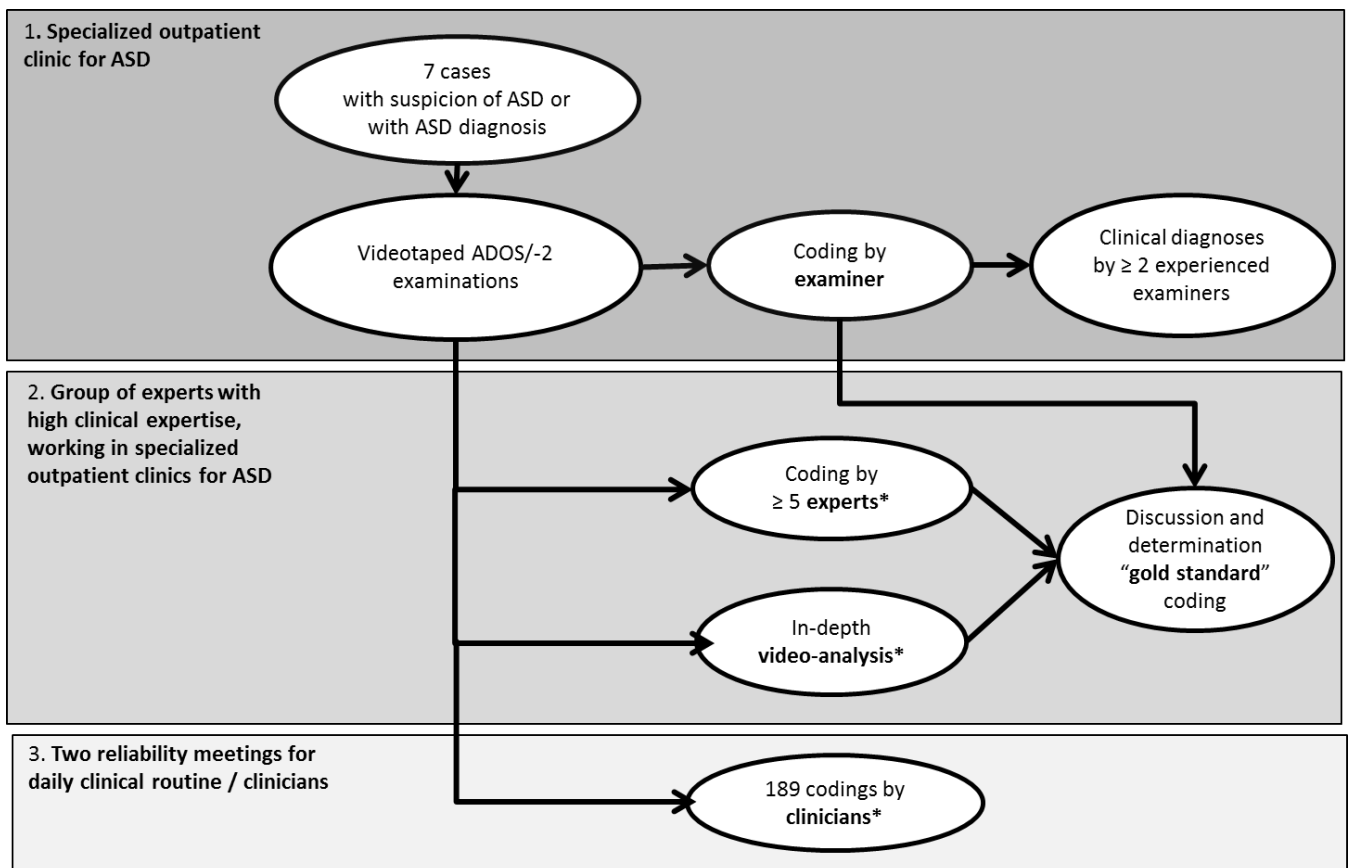 1. Specialized outpatient
clinic for ASD
7 cases
with suspicion of ASD or
with ASD diagnosis
Videotaped ADOS/-2
examinations
Coding by
examiner
Clinical diagnoses
by ≥ 2 experienced
examiners
2. Group of experts with
high clinical expertise,
working in specialized
outpatient clinics for ASD
Coding by
≥ 5 experts*
Discussion and
determination
“gold standard”
coding
In-depth
video-analysis*
3. Two reliability meetings for
daily clinical routine / clinicians
189 codings by
clinicians*